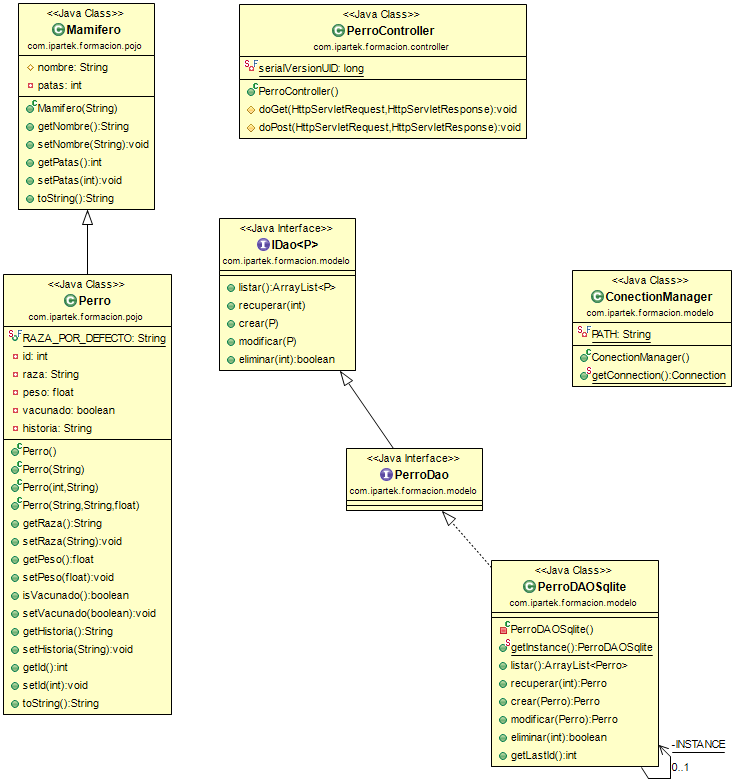 <<Java Class>>
Mamifero
com.ipartek.formacion.pojo
nombre: String
patas: int
Mamifero(String)
getNombre():String
setNombre(String):void
getPatas():int
setPatas(int):void
toString():String
<<Java Class>>
PerroController
com.ipartek.formacion.controller
serialVersionUID: long
PerroController()
doGet(HttpServletRequest,HttpServletResponse):void
doPost(HttpServletRequest,HttpServletResponse):void
<<Java Interface>>
IDao<P>
com.ipartek.formacion.modelo
listar():ArrayList<P>
recuperar(int)
crear(P)
modificar(P)
eliminar(int):boolean
<<Java Class>>
Perro
com.ipartek.formacion.pojo
RAZA_POR_DEFECTO: String
id: int
raza: String
peso: float
vacunado: boolean
historia: String
Perro()
Perro(String)
Perro(int,String)
Perro(String,String,float)
getRaza():String
setRaza(String):void
getPeso():float
setPeso(float):void
isVacunado():boolean
setVacunado(boolean):void
getHistoria():String
setHistoria(String):void
getId():int
setId(int):void
toString():String
<<Java Class>>
ConectionManager
com.ipartek.formacion.modelo
PATH: String
ConectionManager()
getConnection():Connection
<<Java Interface>>
PerroDao
com.ipartek.formacion.modelo
<<Java Class>>
PerroDAOSqlite
com.ipartek.formacion.modelo
PerroDAOSqlite()
getInstance():PerroDAOSqlite
listar():ArrayList<Perro>
recuperar(int):Perro
crear(Perro):Perro
modificar(Perro):Perro
eliminar(int):boolean
getLastId():int
-INSTANCE
0..1